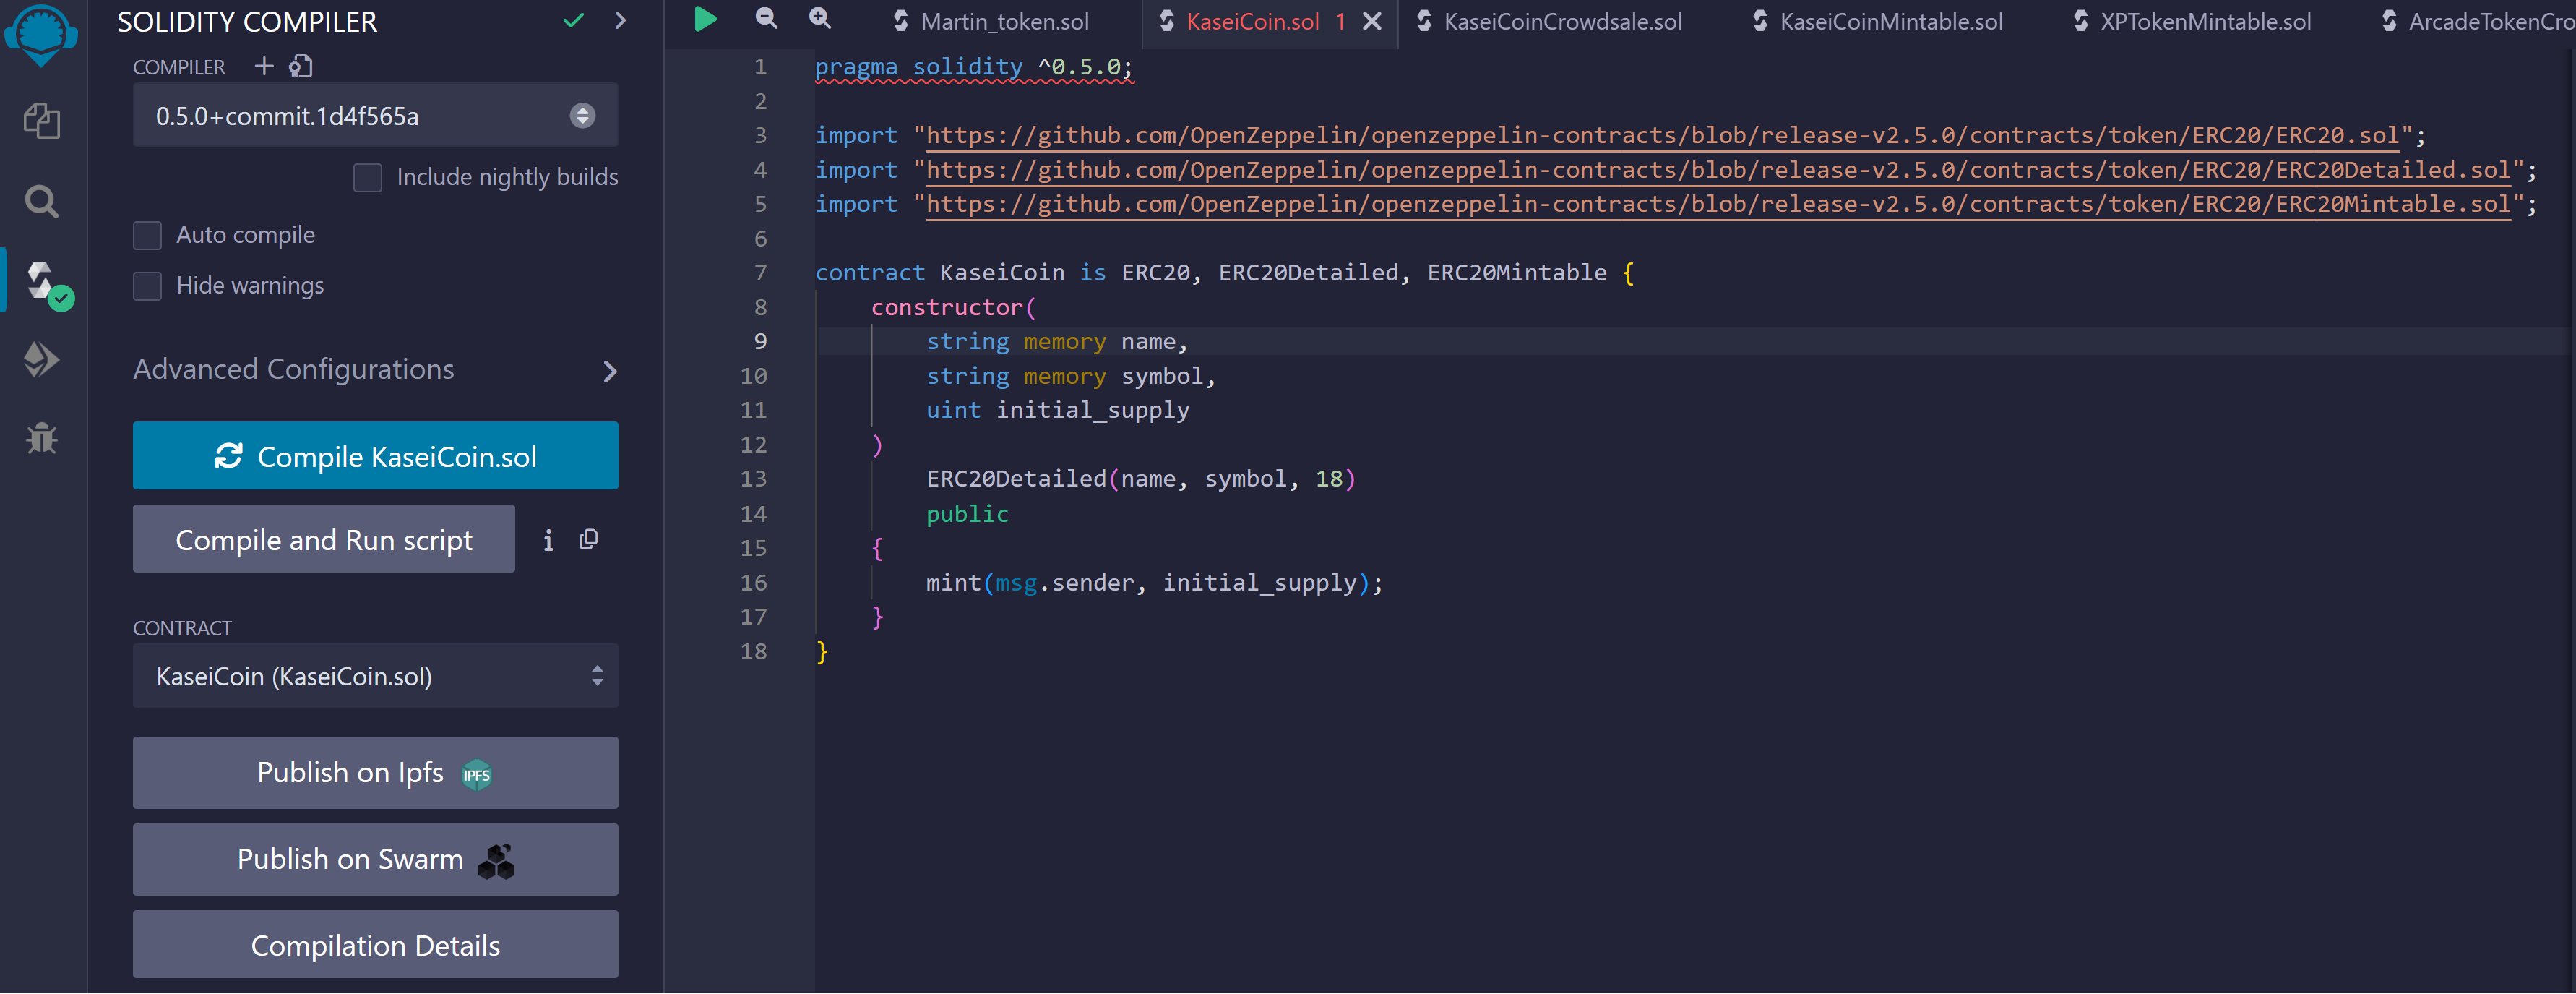 SOLIDITY COMPILER
COMPILER
0.5.0+commit.1d4f565a
Include nightly builds
Auto compile
Hide warnings
Advanced Configurations
Compile KaseiCoin.sol
Compile and Run script
i
CONTRACT
KaseiCoin (KaseiCoin.sol)
Publish on Ipfs
IPFS
Publish on Swarm
Compilation Details
Martin_token.sol
KaseiCoin.sol 1
KaseiCoinCrowdsale.sol
KaseiCoinMintable.sol
XPTokenMintable.sol
ArcadeTokenCro
1 pragma solidity ^0.5.0;
2
3 import "https://github.com/OpenZeppelin/openzeppelin-contracts/blob/release-v2.5.0/contracts/token/ERC20/ERC20.sol";
4 import "https://github.com/OpenZeppelin/openzeppelin-contracts/blob/release-v2.5.0/contracts/token/ERC20/ERC20Detailed.sol";
5 import "https://github.com/OpenZeppelin/openzeppelin-contracts/blob/release-v2.5.0/contracts/token/ERC20/ERC20Mintable.sol";
6
7 contract KaseiCoin is ERC20, ERC20Detailed, ERC20Mintable {
8 constructor(
9 string memory name,
10 string memory symbol,
11 uint initial_supply
12 )
13 ERC20Detailed(name, symbol, 18)
14 public
15 {
16 mint(msg.sender, initial_supply);
17 }
18 }